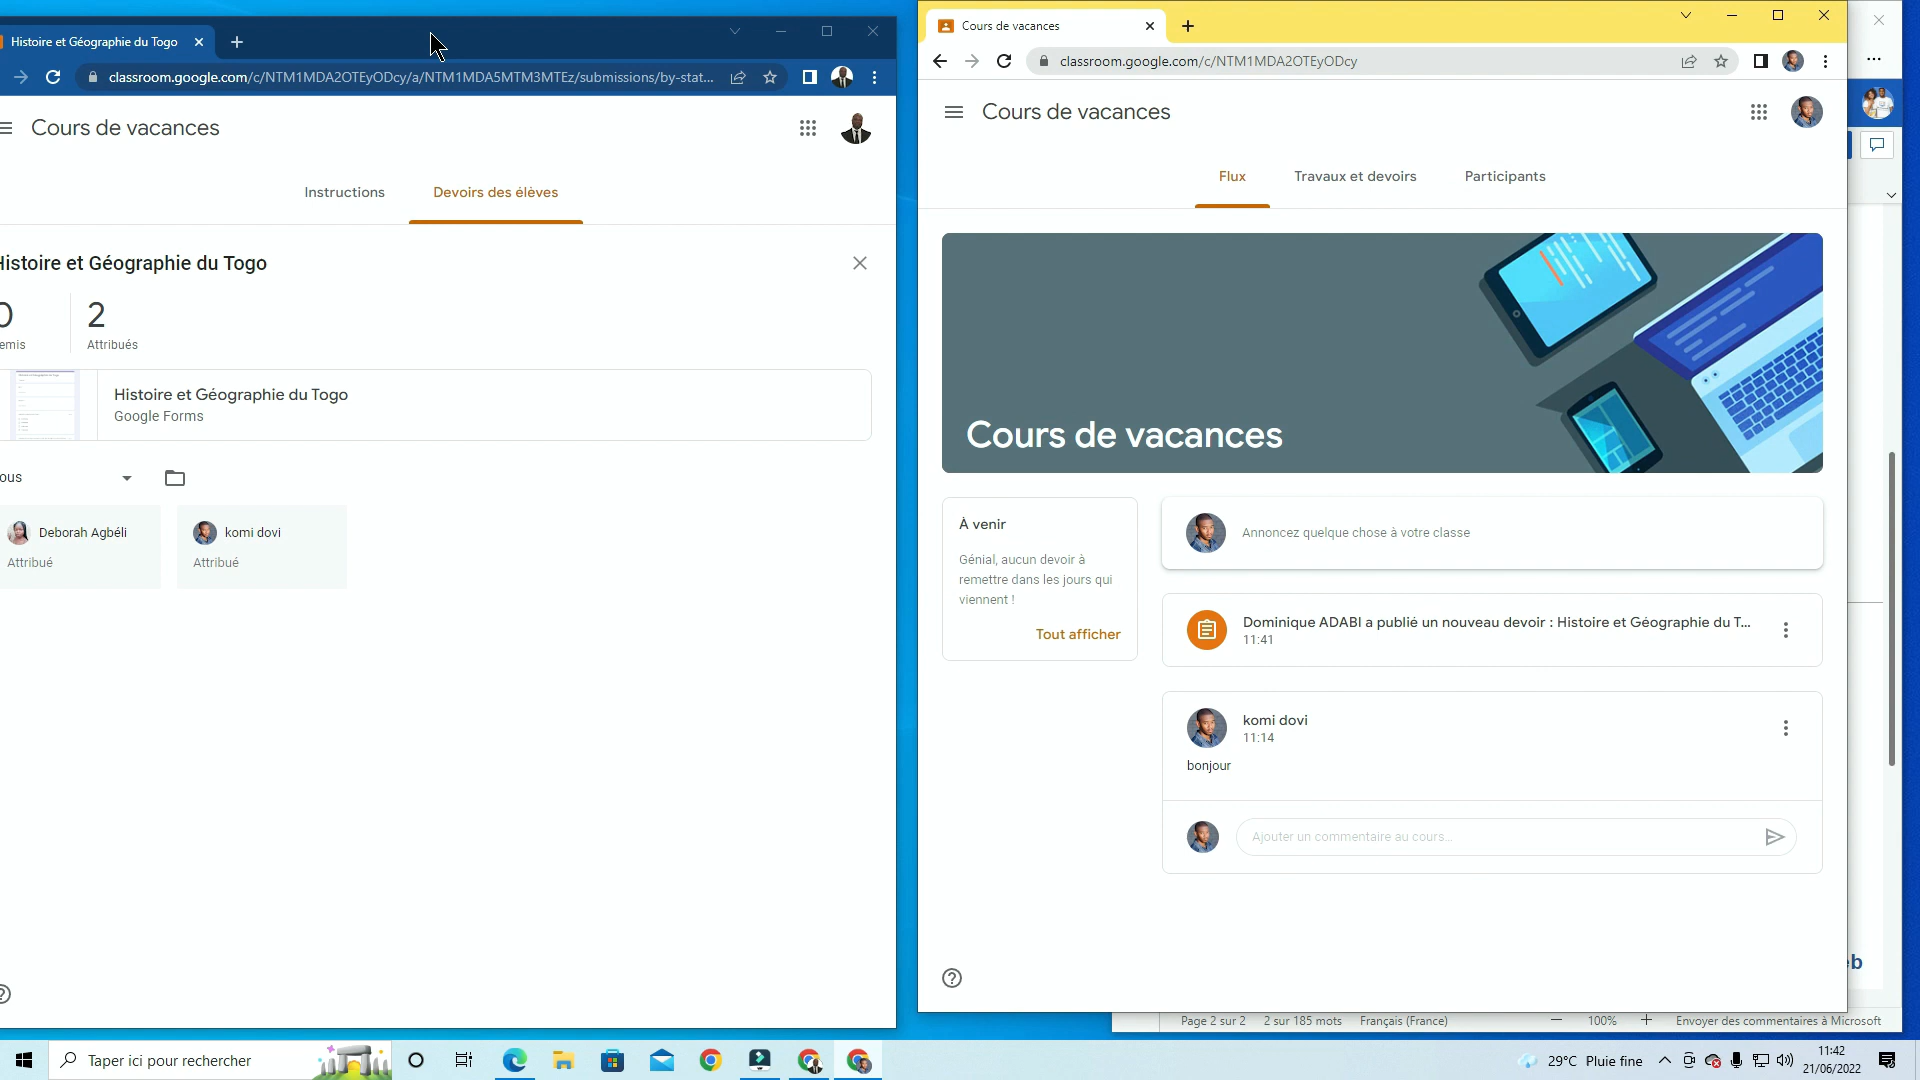 Histoire et Géographie du Togo
classroom.google.com/c/NTM1MDA2OTEyODcy/a/NTM1MDA5MTM3MTEz/submissions/by-stat...
Cours de vacances
Instructions
Devoirs des élèves
Histoire et Géographie du Togo
0
2
emis
Attribués
Histoire et Géographie du Togo
Google Forms
ous
Deborah Agbéli
komi dovi
Attribué
Attribué
Cours de vacances
classroom.google.com/c/NTM1MDA2OTEyODcy
Cours de vacances
Flux
Travaux et devoirs
Participants
Cours de vacances
À venir
Génial, aucun devoir à
remettre dans les jours qui
viennent !
Tout afficher
Annoncez quelque chose à votre classe
Dominique ADABI a publié un nouveau devoir : Histoire et Géographie du T...
11:41
komi dovi
11:14
bonjour
Ajouter un commentaire au cours...
eb
Page 2 sur 2
2 sur 185 mots
Français (France)
100%
Envoyer des commentaires à Microsoft
Taper ici pour rechercher
29°C Pluie fine
11:42
21/06/2022